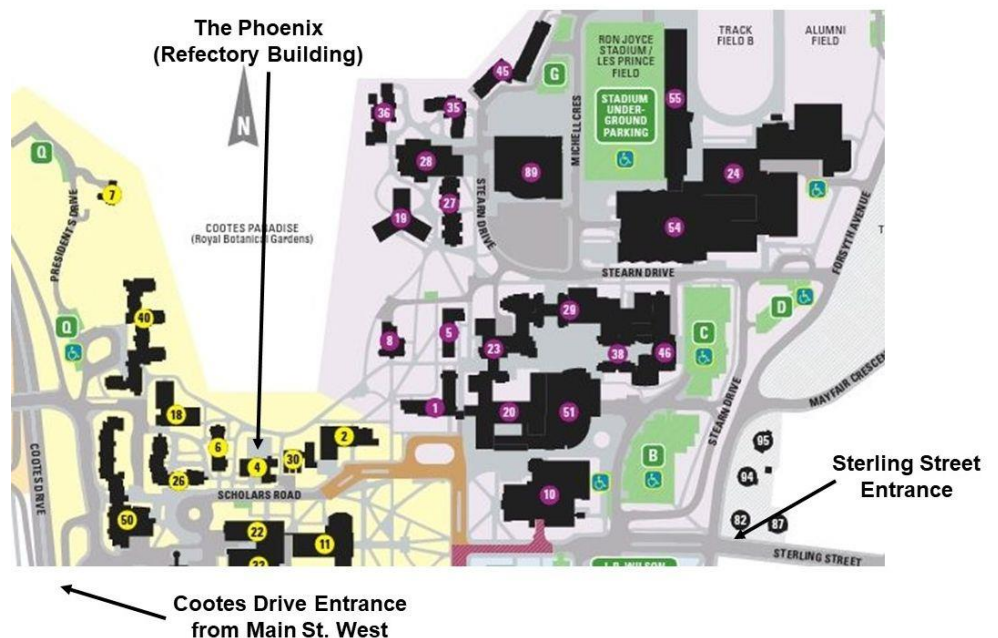 The Phoenix
(Refectory Building)
N
RON JOYCE
STADIUM /
LES PRINCE
FIELD
STADIUM
UNDER-
GROUND
PARKING
TRACK
FIELD B
ALUMNI
FIELD
G
45
55
36
35
28
89
24
27
19
54
MICHELL CRES
STEARN DRIVE
Q
7
PRESIDENT'S DRIVE
COOTES PARADISE
(Royal Botanical Gardens)
STEARN DRIVE
FORSYTH AVENUE
T
D
Q
40
29
C
5
8
23
38
46
MAYFAIR CRESCEN
STEARN DRIVE
18
1
20
51
2
6
4
30
26
B
95
94
SCHOLARS ROAD
10
50
22
11
82
87
33
STERLING STREET
L.R. WILSON
COOTES DRIVE
Sterling Street
Entrance
Cootes Drive Entrance
from Main St. West